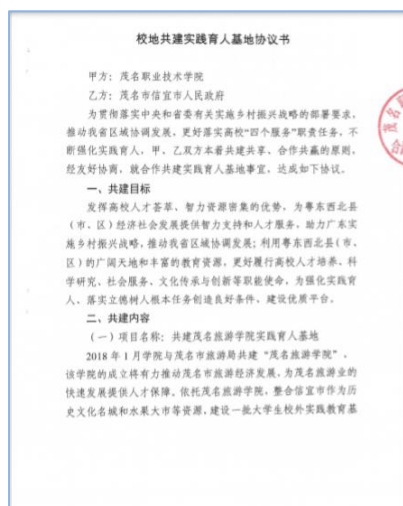 校地共建实践育人基地协议书
甲方：茂名职业技术学院
乙方：茂名市信宜市人民政府
为贯彻落实中央和省委有关实施乡村振兴战略的部署要求，
推动我省区域协调发展，更好落实高校“四个服务”职责任务，不
断强化实践育人，甲、乙双方本着共建共享、合作共赢的原则，
经友好协商，就合作共建实践育人基地事宜，达成如下协议。
一、共建目标
发挥高校人才荟萃、智力资源密集的优势，为粤东西北县
（市、区）经济社会发展提供智力支持和人才服务，助力广东实
施乡村振兴战略，推动我省区域协调发展；利用粤东西北县（市、
区）的广阔天地和丰富的教育资源，更好履行高校人才培养、科
学研究、社会服务、文化传承与创新等职能使命，为强化实践育
人、落实立德树人根本任务创造良好条件、建设优质平台。
二、共建内容
（一）项目名称：共建茂名旅游学院实践育人基地
2018 年 1 月学院与茂名市旅游局共建“茂名旅游学院”，
该学院的成立将有力推动茂名市旅游经济发展，为茂名旅游业的
快速发展提供人才保障。依托茂名旅游学院，整合信宜市作为历
史文化名城和水果大市等资源，建设一批大学生校外实践教育基